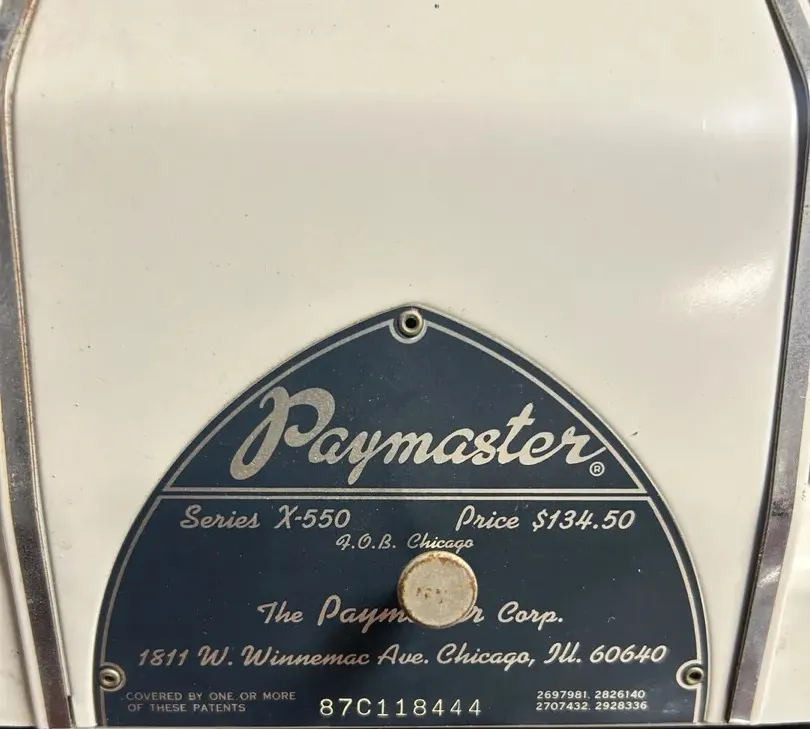 Paymaster®
Series X-550 Price $134.50
F.O.B. Chicago
The Corp.
1811 W. Winnemac Ave. Chicago, Ill. 60640
COVERED BY ONE OR MORE
OF THESE PATENTS
87C118444
2697981, 2826140
2707432, 2928336